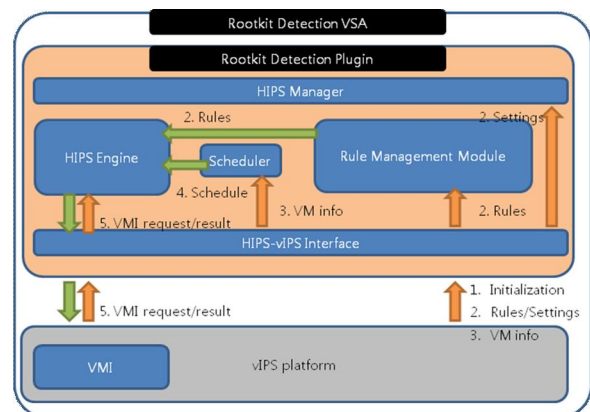 Rootkit Detection VSA
Rootkit Detection Plugin
HIPS Manager
2. Rules
2. Settings
HIPS Engine
Scheduler
Rule Management Module
4. Schedule
3. VM info
2. Rules
5. VMI request/result
HIPS-vIPS Interface
5. VMI request/result
1. Initialization
2. Rules/Settings
3. VM info
VMI
vIPS platform